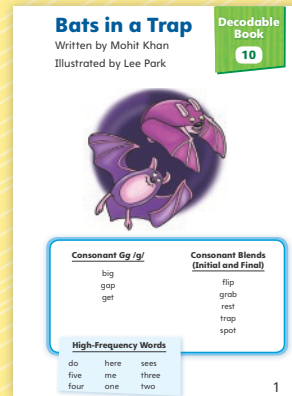 Bats in a Trap
Written by Mohit Khan
Illustrated by Lee Park
Decodable
Book
10
Consonant Gg /g/
big
gap
get
Consonant Blends
(Initial and Final)
flip
grab
rest
trap
spot
High-Frequency Words
do here sees
five me three
four one two
1